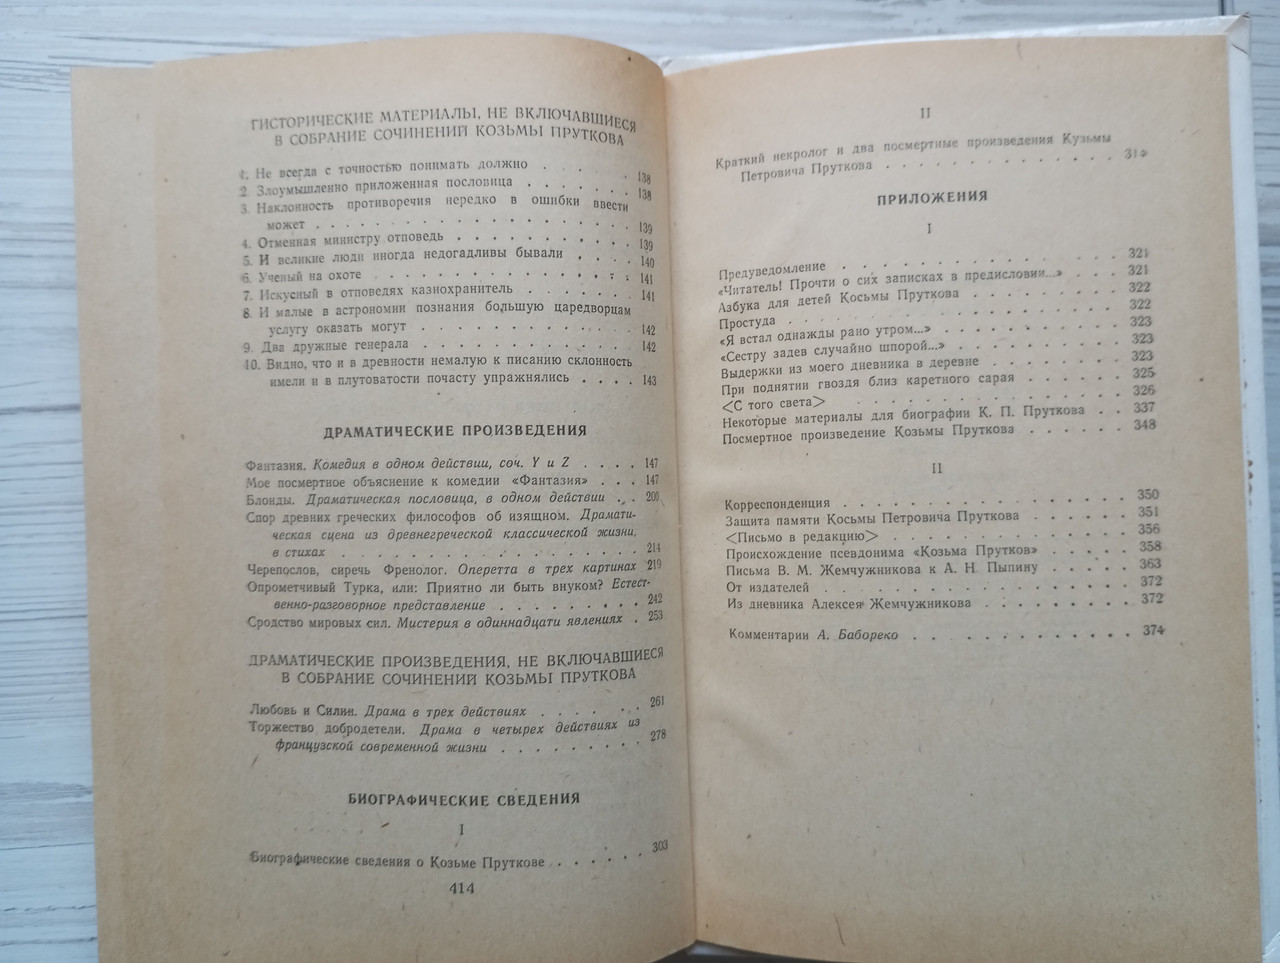 ГИСТОРИЧЕСКИЕ МАТЕРИАЛЫ, НЕ ВКЛЮЧАВШИЕСЯ
В СОБРАНИЕ СОЧИНЕНИЙ КОЗЬМЫ ПРУТКОВА
1. Не всегда с точностью понимать должно . . . . . 138
2. Злоумышленно приложенная пословица . . . . . . . 138
3. Наклонность противоречия нередко в ошибки ввести
может . . . . . . . . . . . . . . . . . . 139
4. Отменная министру отповедь . . . . . . . . . . 139
5. И великие люди иногда недогадливы бывали . . . . 140
6. Ученый на охоте . . . . . . . . . . . . . . 141
7. Искусный в отповедях казнохранитель . . . . . . . 141
8. И малые в астрономии познания большую царедворцам
услугу оказать могут . . . . . . . . . . . . 142
9. Два дружные генерала . . . . . . . . . . . . 142
10. Видно, что и в древности немалую к писанию склонность
имели и в плутоватости почасту упражнялись . . . . 143
ДРАМАТИЧЕСКИЕ ПРОИЗВЕДЕНИЯ
Фантазия. Комедия в одном действии, соч. Y и Z . . . . 147
Мое посмертное объяснение к комедии «Фантазия» . . . 147
Блонды. Драматическая пословица, в одном действии . . 200
Спор древних греческих философов об изящном. Драмати-
ческая сцена из древнегреческой классической жизни,
в стихах . . . . . . . . . . . . . . . . . 214
Черепослов, сиречь Френолог. Оперетта в трех картинах 219
Опрометчивый Турка, или: Приятно ли быть внуком? Естест-
венно-разговорное представление . . . . . . . . . 242
Сродство мировых сил. Мистерия в одиннадцати явлениях . 253
ДРАМАТИЧЕСКИЕ ПРОИЗВЕДЕНИЯ, НЕ ВКЛЮЧАВШИЕСЯ
В СОБРАНИЕ СОЧИНЕНИЙ КОЗЬМЫ ПРУТКОВА
Любовь и Силин. Драма в трех действиях . . . . . . 261
Торжество добродетели. Драма в четырех действиях из
французской современной жизни . . . . . . . . . 278
БИОГРАФИЧЕСКИЕ СВЕДЕНИЯ
I
Биографические сведения о Козьме Пруткове . . . . . . 303
414
II
Краткий некролог и два посмертные произведения Кузьмы
Петровича Пруткова . . . . . . . . . . . . .
ПРИЛОЖЕНИЯ
I
Предуведомление . . . . . . . . . . . . . . . 321
«Читатель! Прочти о сих записках в предисловии...» . . . 321
Азбука для детей Косьмы Пруткова . . . . . . . . . 322
Простуда . . . . . . . . . . . . . . . . . . 322
«Я встал однажды рано утром...» . . . . . . . . . . 323
«Сестру задев случайно шпорой...» . . . . . . . . . 323
Выдержки из моего дневника в деревне . . . . . . . . 323
При поднятии гвоздя близ каретного сарая . . . . . . 325
<С того света> . . . . . . . . . . . . . . . 326
Некоторые материалы для биографии К. П. Пруткова . . 337
Посмертное произведение Козьмы Пруткова . . . . . . 348
II
Корреспонденция . . . . . . . . . . . . . . . 350
Защита памяти Косьмы Петровича Пруткова . . . . . . 351
<Письмо в редакцию> . . . . . . . . . . . . . 356
Происхождение псевдонима «Козьма Прутков» . . . . . 358
Письма В. М. Жемчужникова к А. Н. Пыпину . . . . . 363
От издателей . . . . . . . . . . . . . . . . 372
Из дневника Алексея Жемчужникова . . . . . . . . 372
Комментарии А. Бабореко . . . . . . . . . . . . 374